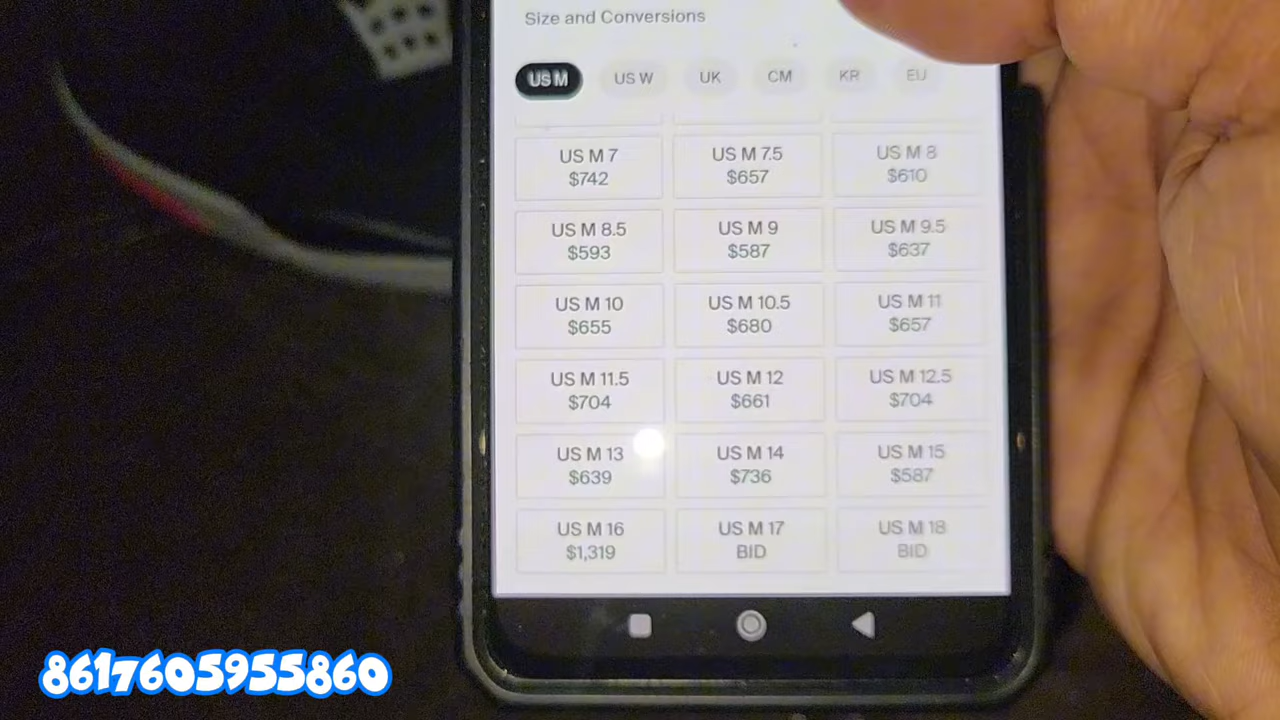 Size and Conversions
US M
US W
UK
CM
KR
EU
US M 7
$742
US M 7.5
$657
US M 8
$610
US M 8.5
$593
US M 9
$587
US M 9.5
$637
US M 10
$655
US M 10.5
$680
US M 11
$657
US M 11.5
$704
US M 12
$661
US M 12.5
$704
US M 13
$639
US M 14
$736
US M 15
$587
US M 16
$1,319
US M 17
BID
US M 18
BID
8617605955860